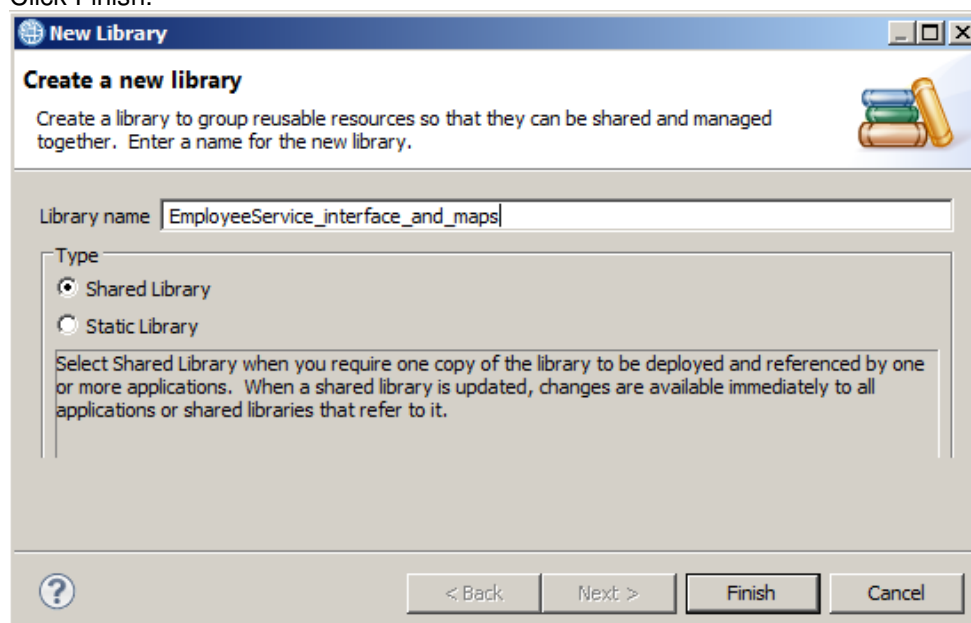 Click Finish.
New Library
Create a new library
Create a library to group reusable resources so that they can be shared and managed
together. Enter a name for the new library.
Library name EmployeeService_interface_and_maps
Type
Shared Library
Static Library
Select Shared Library when you require one copy of the library to be deployed and referenced by one
or more applications. When a shared library is updated, changes are available immediately to all
applications or shared libraries that refer to it.
?
< Back Next > Finish Cancel